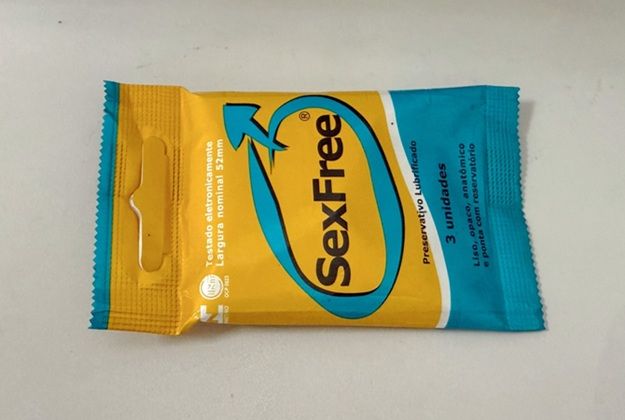 Testado eletronicamente
Largura nominal 52mm
SexFree®
Preservativo Lubrificado
3 unidades
Liso, opaco, anatômico
e ponta com reservatório